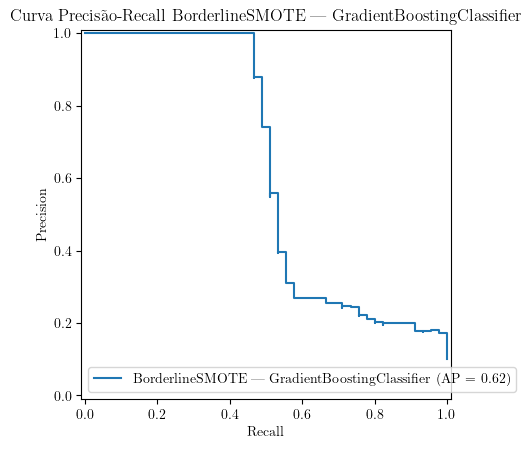 Curva Precisão-Recall BorderlineSMOTE — GradientBoostingClassifier
1.0
0.8
0.6
0.4
0.2
0.0
Precision
BorderlineSMOTE — GradientBoostingClassifier (AP = 0.62)
0.0 0.2 0.4 0.6 0.8 1.0
Recall